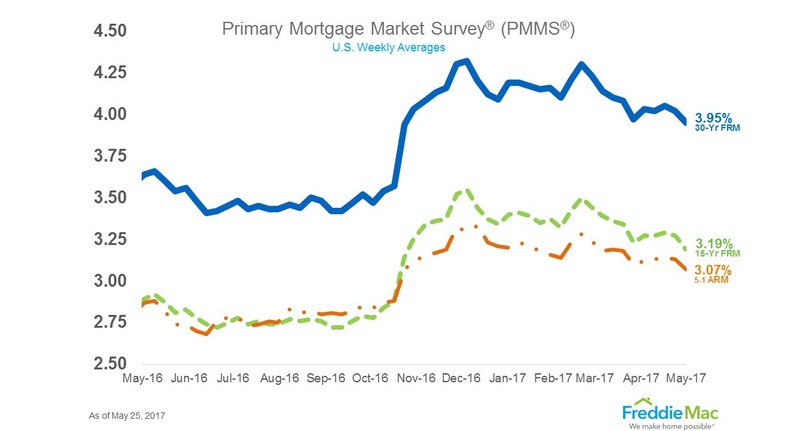 Primary Mortgage Market Survey® (PMMS®)
U.S. Weekly Averages
4.50
4.25
4.00
3.75
3.50
3.25
3.00
2.75
2.50
3.95%
30-Yr FRM
3.19%
15-Yr FRM
3.07%
5-1 ARM
May-16 Jun-16 Jul-16 Aug-16 Sep-16 Oct-16 Nov-16 Dec-16 Jan-17 Feb-17 Mar-17 Apr-17 May-17
As of May 25, 2017
FreddieMac
We make home possible®